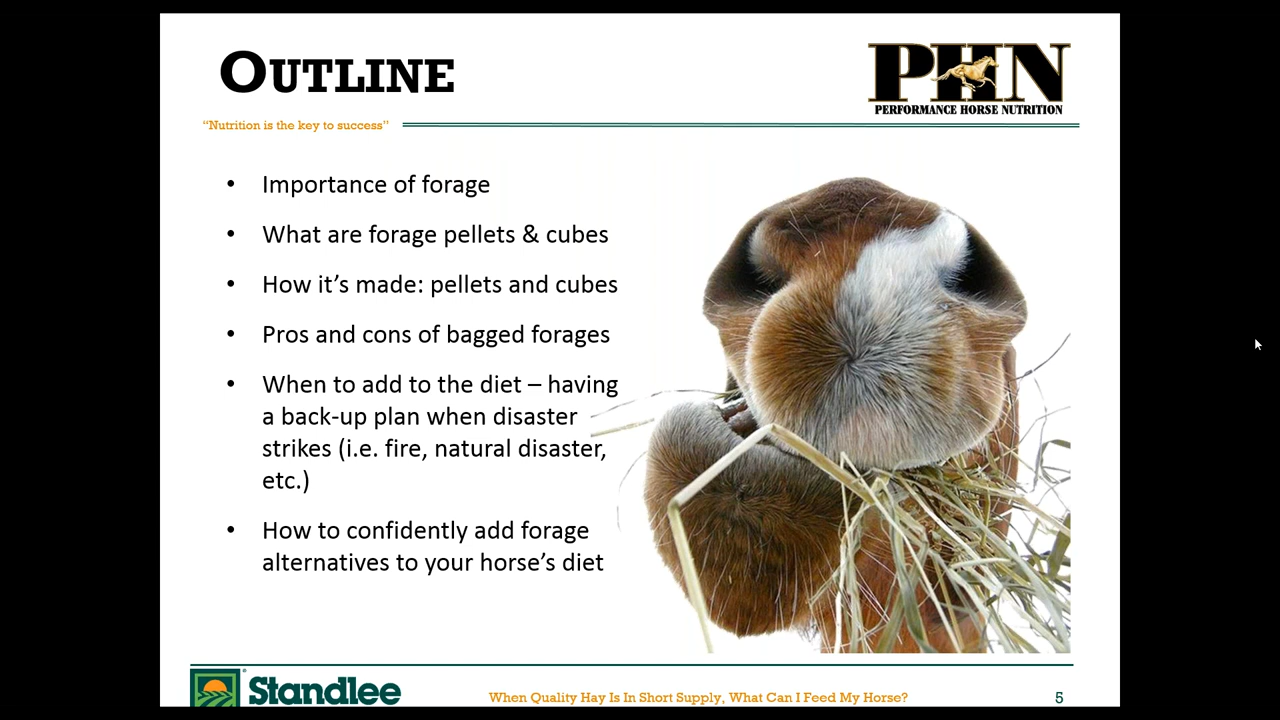 OUTLINE
PHN
PERFORMANCE HORSE NUTRITION
“Nutrition is the key to success”
• Importance of forage
• What are forage pellets & cubes
• How it’s made: pellets and cubes
• Pros and cons of bagged forages
• When to add to the diet – having
a back-up plan when disaster
strikes (i.e. fire, natural disaster,
etc.)
• How to confidently add forage
alternatives to your horse’s diet
Standlee®
When Quality Hay Is In Short Supply, What Can I Feed My Horse?
5